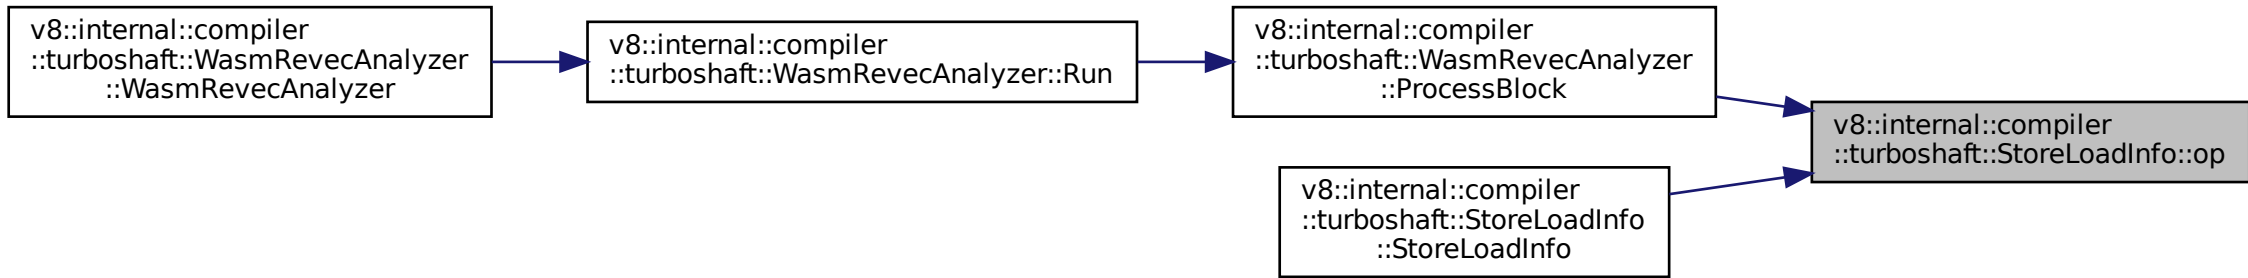 v8::internal::compiler
::turboshaft::WasmRevecAnalyzer
::WasmRevecAnalyzer
v8::internal::compiler
::turboshaft::WasmRevecAnalyzer::Run
v8::internal::compiler
::turboshaft::WasmRevecAnalyzer
::ProcessBlock
v8::internal::compiler
::turboshaft::StoreLoadInfo
::StoreLoadInfo
v8::internal::compiler
::turboshaft::StoreLoadInfo::op